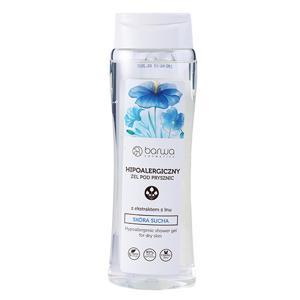 barwa
COSMETICS
HIPOALERGICZNY
ŻEL POD PRYSZNIC
z ekstraktem z lnu
SKÓRA SUCHA
Hypoallergenic shower gel
for dry skin